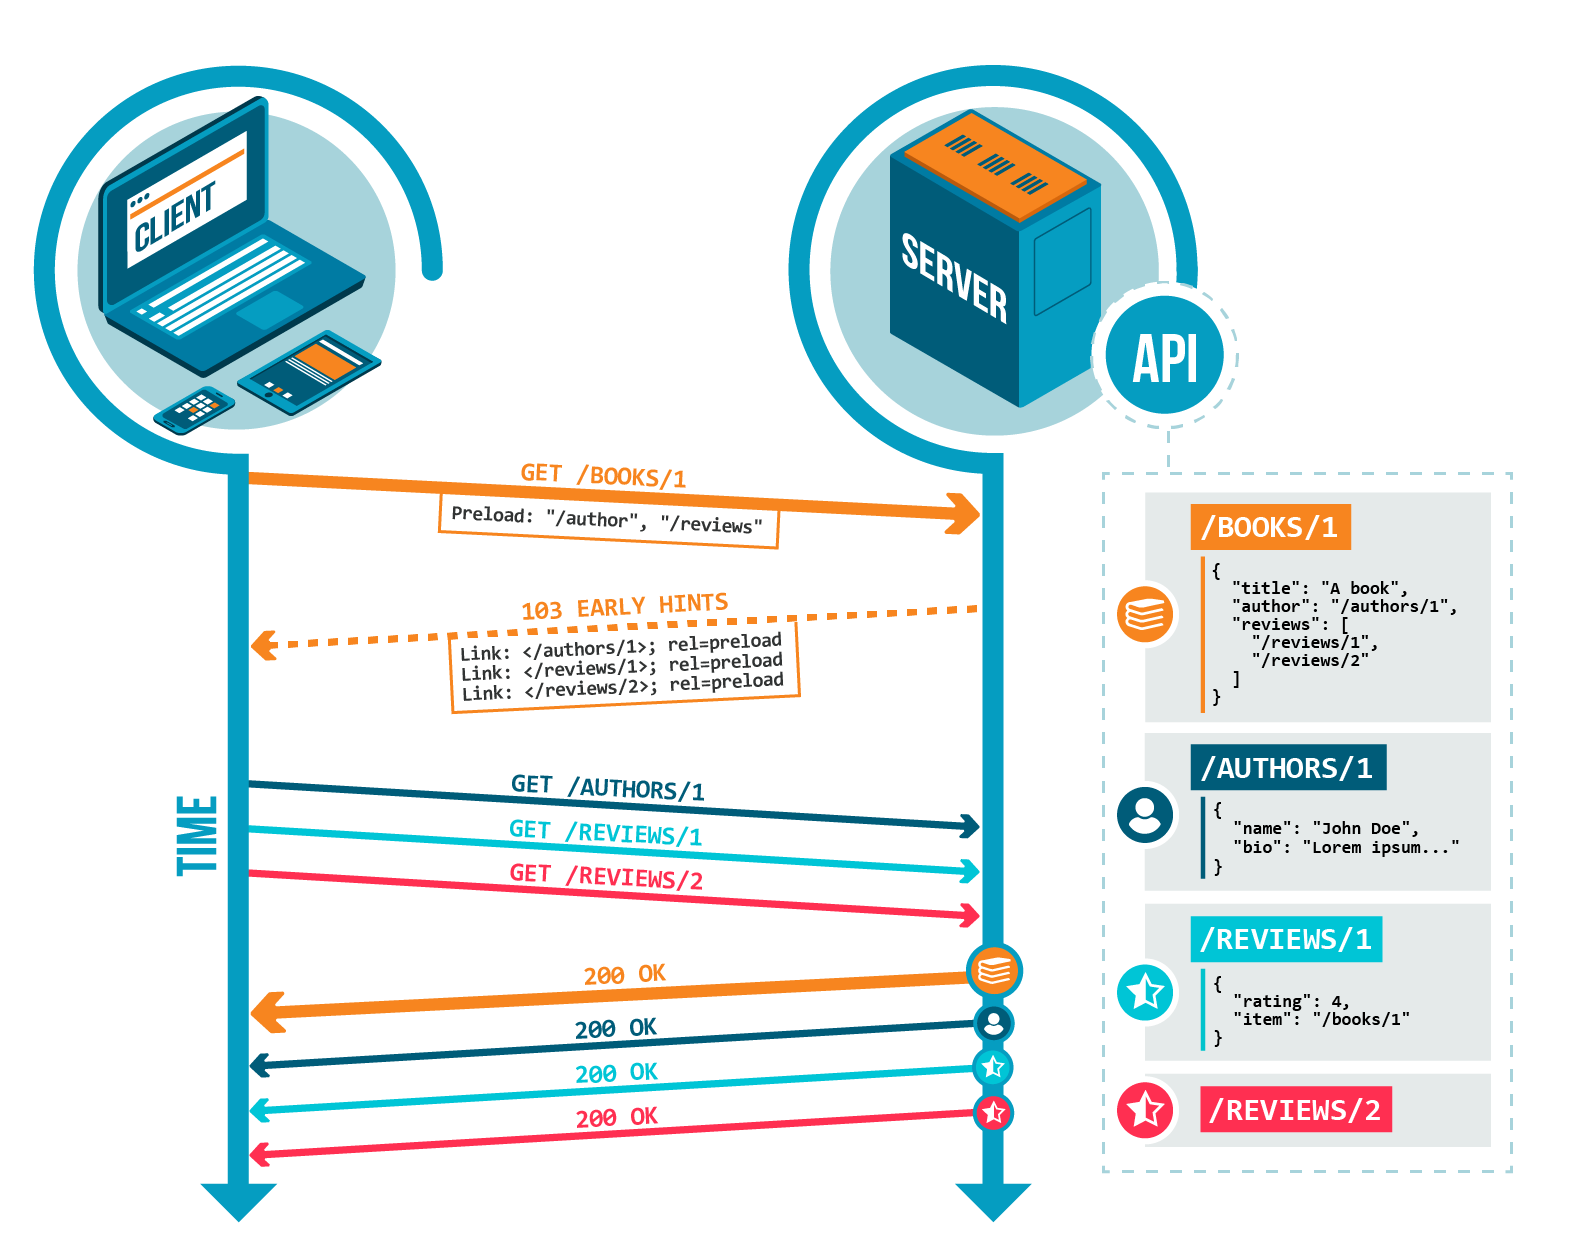 CLIENT
SERVER
API
GET /BOOKS/1
Preload: "/author", "/reviews"
103 EARLY HINTS
Link: </authors/1>; rel=preload
Link: </reviews/1>; rel=preload
Link: </reviews/2>; rel=preload
TIME
GET /AUTHORS/1
GET /REVIEWS/1
GET /REVIEWS/2
200 OK
200 OK
200 OK
200 OK
/BOOKS/1
{
"title": "A book",
"author": "/authors/1",
"reviews": [
"/reviews/1",
"/reviews/2"
]
}
/AUTHORS/1
{
"name": "John Doe",
"bio": "Lorem ipsum..."
}
/REVIEWS/1
{
"rating": 4,
"item": "/books/1"
}
/REVIEWS/2